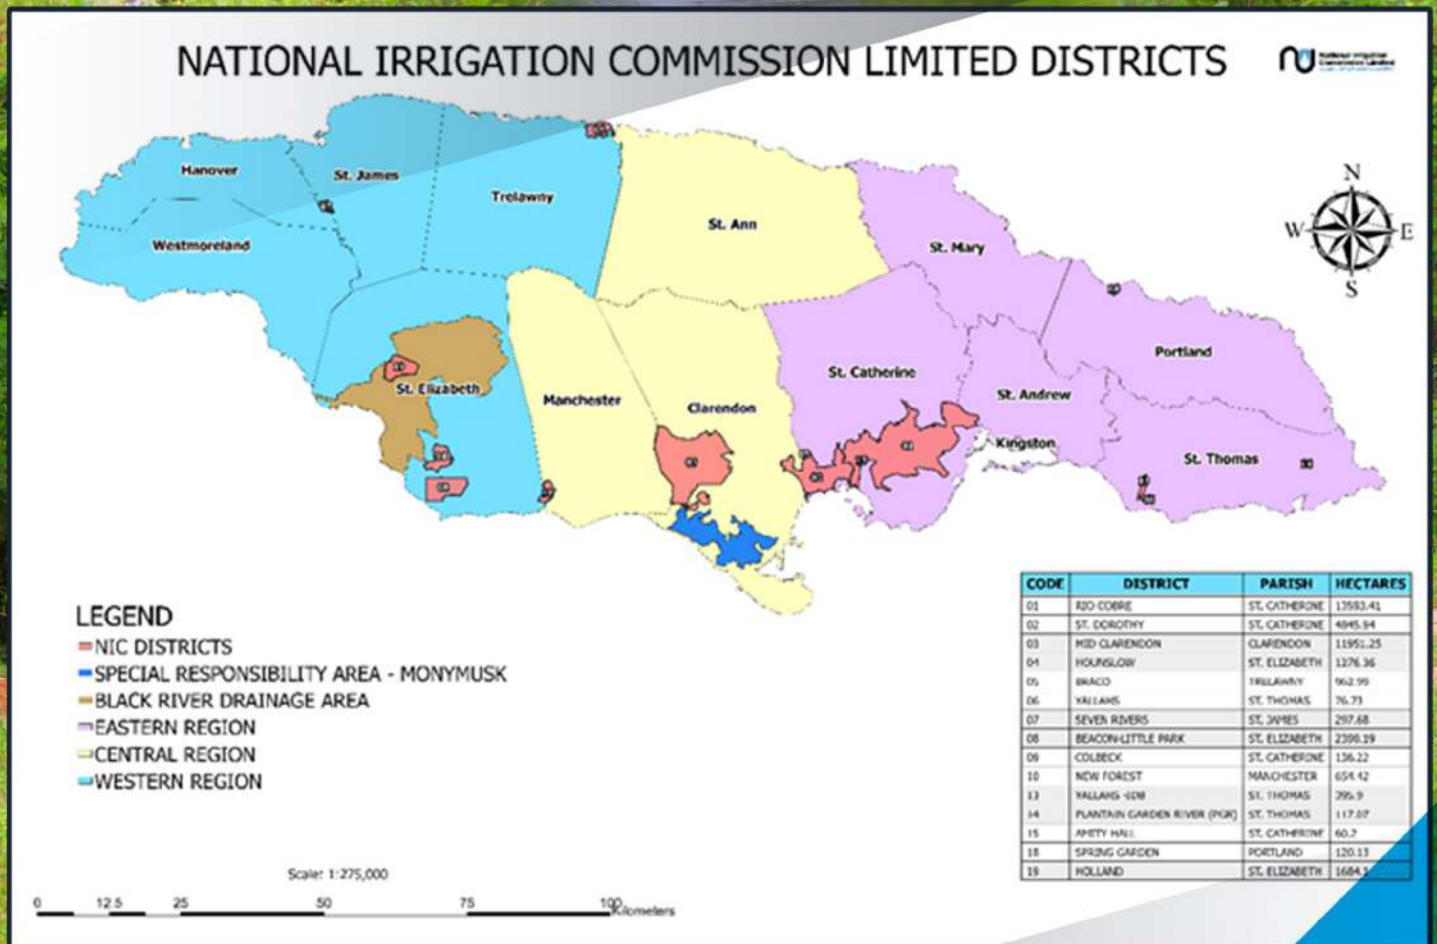 NATIONAL IRRIGATION COMMISSION LIMITED DISTRICTS
National Irrigation
Commission Limited
N
W E
S
Hanover
St. James
Trelawny
Westmoreland
St. Ann
St. Mary
Portland
St. Catherine
St. Elizabeth
Manchester
Clarendon
St. Andrew
Kingston
St. Thomas
LEGEND
NIC DISTRICTS
SPECIAL RESPONSIBILITY AREA - MONYMUSK
BLACK RIVER DRAINAGE AREA
EASTERN REGION
CENTRAL REGION
WESTERN REGION
Scale: 1:275,000
0 12.5 25 50 75 100
Kilometers
CODE DISTRICT PARISH HECTARES
01 RIO COBRE ST. CATHERINE 13593.41
02 ST. DOROTHY ST. CATHERINE 4845.94
03 MID CLARENDON CLARENDON 11951.25
04 HOUNSLOW ST. ELIZABETH 1276.36
05 BRACO TRELAWNY 962.99
06 YALLAHS ST. THOMAS 76.73
07 SEVEN RIVERS ST. JAMES 297.68
08 BEACON-LITTLE PARK ST. ELIZABETH 2398.19
09 COLBECK ST. CATHERINE 136.22
10 NEW FOREST MANCHESTER 654.42
13 YALLAHS -IDB ST. THOMAS 395.9
14 PLANTAIN GARDEN RIVER (PGR) ST. THOMAS 117.07
15 AMITY HALL ST. CATHERINE 60.2
18 SPRING GARDEN PORTLAND 120.13
19 HOLLAND ST. ELIZABETH